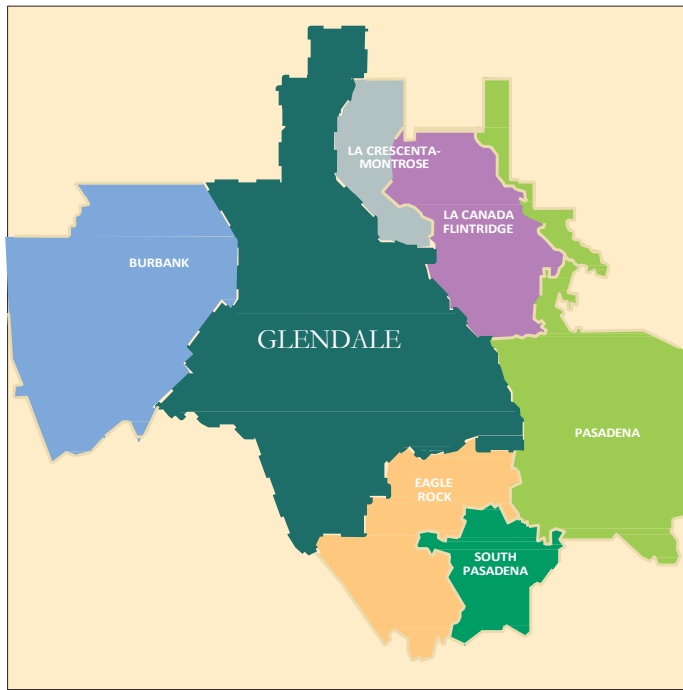 LA CRESCENTA-
MONTROSE
LA CANADA
FLINTRIDGE
BURBANK
GLENDALE
PASADENA
EAGLE
ROCK
SOUTH
PASADENA